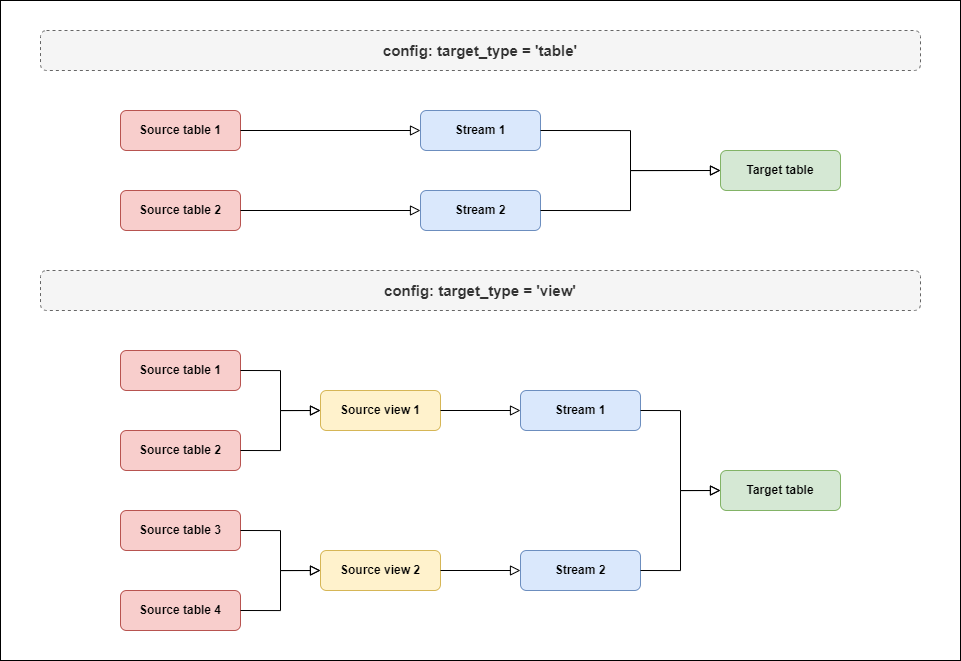 config: target_type = 'table'
Source table 1
Stream 1
Target table
Source table 2
Stream 2
config: target_type = 'view'
Source table 1
Source view 1
Stream 1
Source table 2
Target table
Source table 3
Source view 2
Stream 2
Source table 4